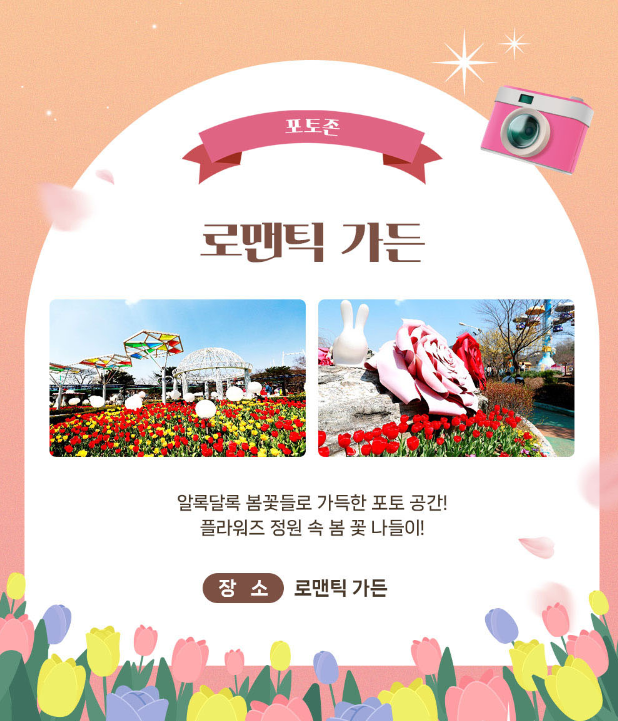 포토존
로맨틱 가든
알록달록 봄꽃들로 가득한 포토 공간!
플라워즈 정원 속 봄 꽃 나들이!
장 소 로맨틱 가든